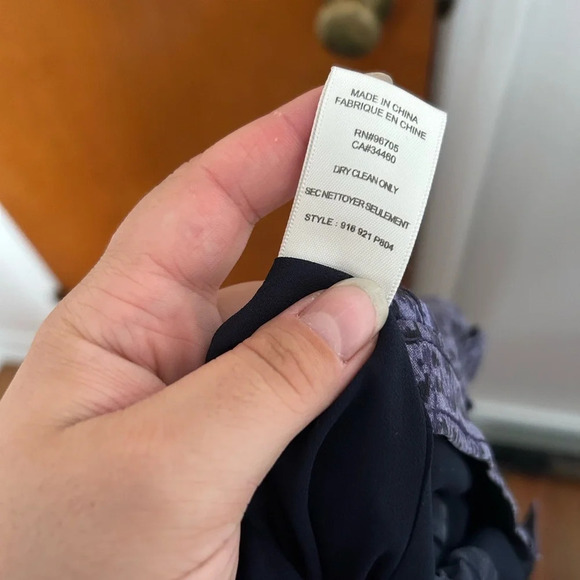 MADE IN CHINA
FABRIQUE EN CHINE
RN#96705
CA#34460
DRY CLEAN ONLY
SEC NETTOYER SEULEMENT
STYLE : 916 921 P804